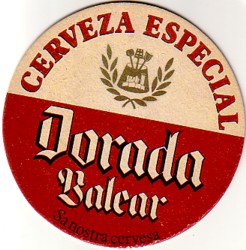 CERVEZA ESPECIAL
Dorada
Balear
Sa nostra cervesa